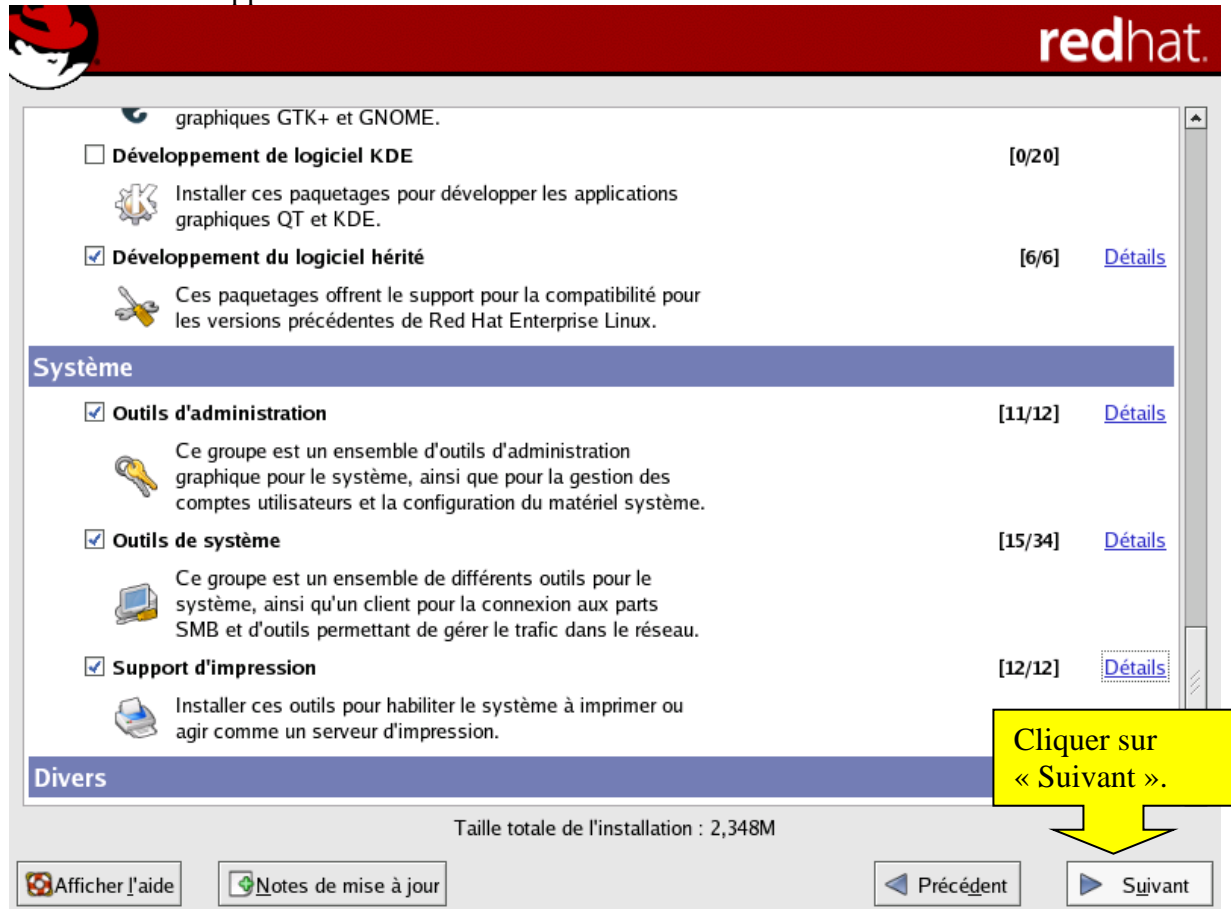 redhat.
graphiques GTK+ et GNOME.
Développement de logiciel KDE [0/20]
Installer ces paquetages pour développer les applications
graphiques QT et KDE.
Développement du logiciel hérité [6/6] Détails
Ces paquetages offrent le support pour la compatibilité pour
les versions précédentes de Red Hat Enterprise Linux.
Système
Outils d'administration [11/12] Détails
Ce groupe est un ensemble d'outils d'administration
graphique pour le système, ainsi que pour la gestion des
comptes utilisateurs et la configuration du matériel système.
Outils de système [15/34] Détails
Ce groupe est un ensemble de différents outils pour le
système, ainsi qu'un client pour la connexion aux parts
SMB et d'outils permettant de gérer le trafic dans le réseau.
Support d'impression [12/12] Détails
Installer ces outils pour habiliter le système à imprimer ou
agir comme un serveur d'impression.
Cliquer sur
« Suivant ».
Divers
Taille totale de l'installation : 2,348M
Afficher l'aide Notes de mise à jour Précédent Suivant